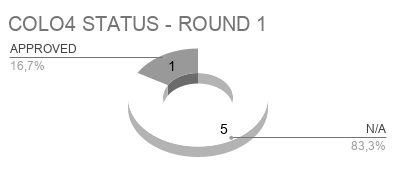 COLO4 STATUS - ROUND 1
APPROVED
16,7%
1
5
N/A
83,3%